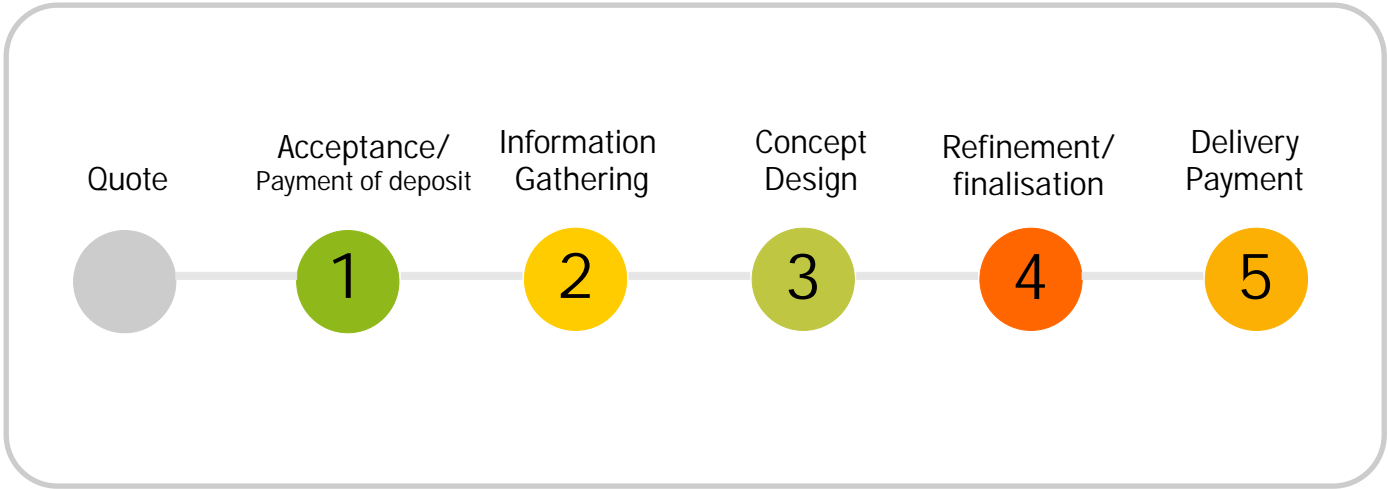 Quote
Acceptance/
Payment of deposit
Information
Gathering
Concept
Design
Refinement/
finalisation
Delivery
Payment
1
2
3
4
5